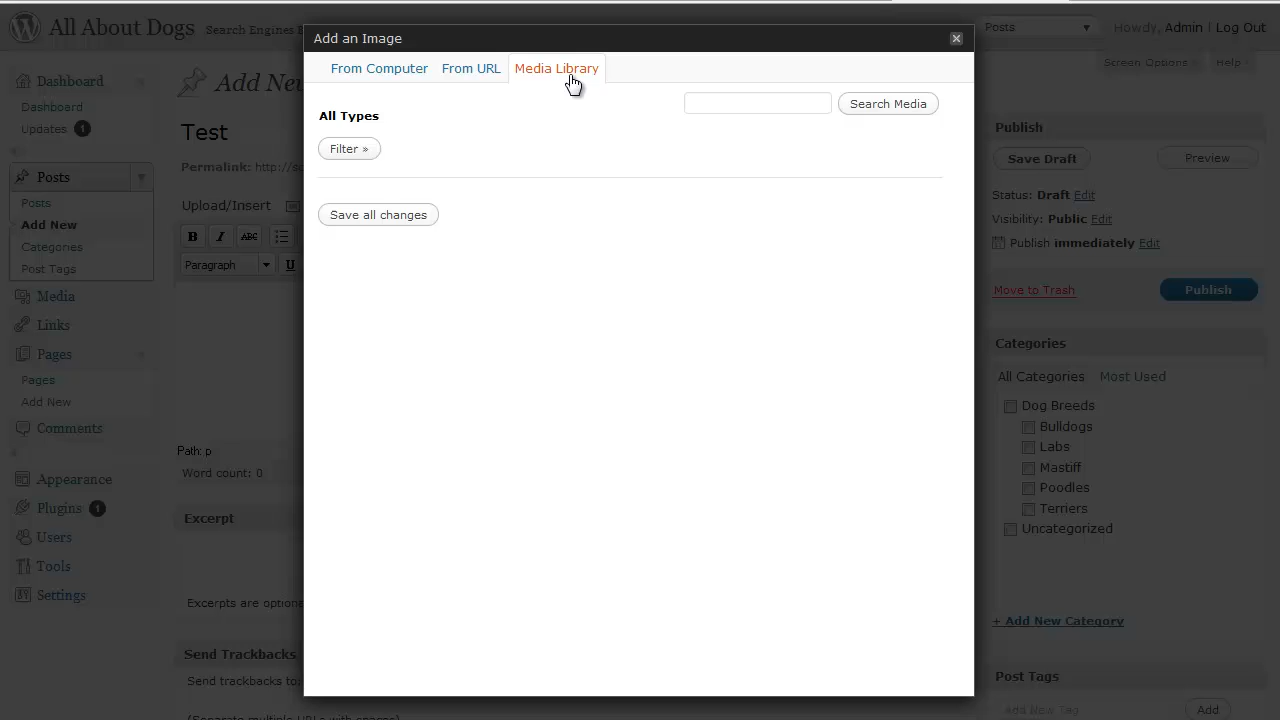 All About Dogs
Search Engines
Posts
Howdy, Admin | Log Out
Screen Options
Help
Add an Image
From Computer
From URL
Media Library
All Types
Search Media
Filter »
Save all changes
Dashboard
Dashboard
Updates 1
Posts
Posts
Add New
Categories
Post Tags
Media
Links
Pages
Pages
Add New
Comments
Appearance
Plugins 1
Users
Tools
Settings
Add Ne
Test
Permalink: http://s
Upload/Insert
B I ABC
Paragraph U
Path: p
Word count: 0
Excerpt
Excerpts are optiona
Send Trackbacks
Send trackbacks to:
(Separate multiple URLs with spaces)
Publish
Save Draft
Preview
Status: Draft Edit
Visibility: Public Edit
Publish immediately Edit
Move to Trash
Publish
Categories
All Categories
Most Used
Dog Breeds
Bulldogs
Labs
Mastiff
Poodles
Terriers
Uncategorized
+ Add New Category
Post Tags
Add New Tag
Add